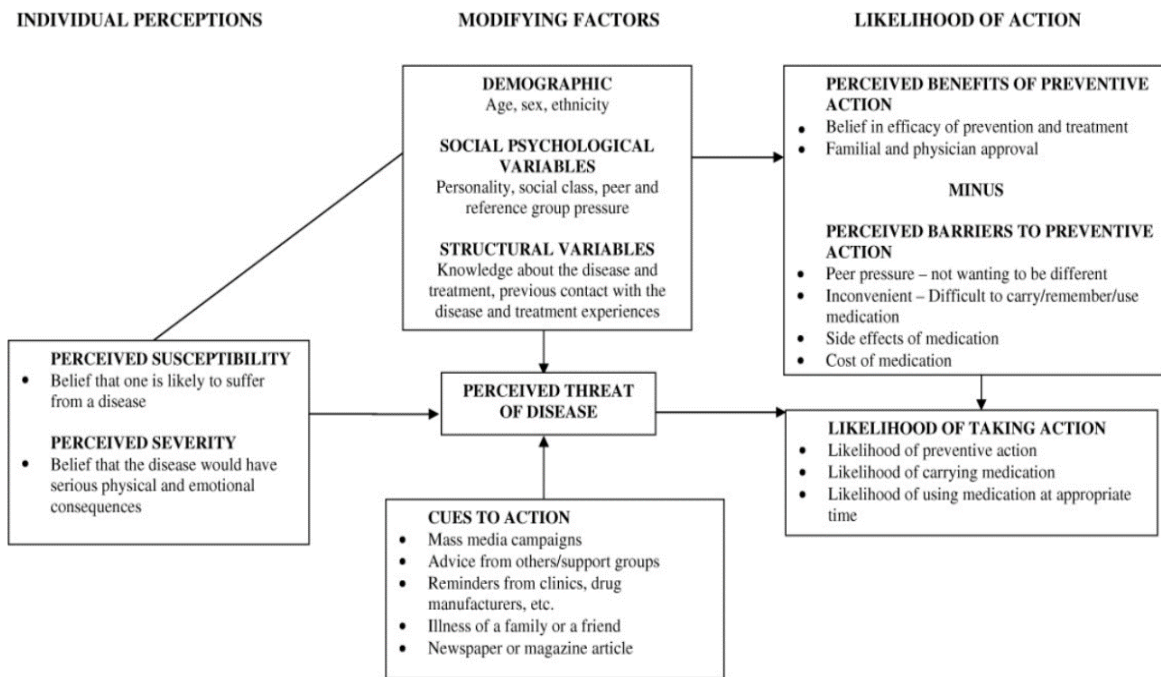 INDIVIDUAL PERCEPTIONS
MODIFYING FACTORS
LIKELIHOOD OF ACTION
DEMOGRAPHIC
Age, sex, ethnicity
SOCIAL PSYCHOLOGICAL
VARIABLES
Personality, social class, peer and
reference group pressure
STRUCTURAL VARIABLES
Knowledge about the disease and
treatment, previous contact with the
disease and treatment experiences
PERCEIVED BENEFITS OF PREVENTIVE
ACTION
• Belief in efficacy of prevention and treatment
• Familial and physician approval
MINUS
PERCEIVED BARRIERS TO PREVENTIVE
ACTION
• Peer pressure – not wanting to be different
• Inconvenient – Difficult to carry/remember/use
medication
• Side effects of medication
• Cost of medication
PERCEIVED SUSCEPTIBILITY
• Belief that one is likely to suffer
from a disease
PERCEIVED SEVERITY
• Belief that the disease would have
serious physical and emotional
consequences
PERCEIVED THREAT
OF DISEASE
LIKELIHOOD OF TAKING ACTION
• Likelihood of preventive action
• Likelihood of carrying medication
• Likelihood of using medication at appropriate
time
CUES TO ACTION
• Mass media campaigns
• Advice from others/support groups
• Reminders from clinics, drug
manufacturers, etc.
• Illness of a family or a friend
• Newspaper or magazine article